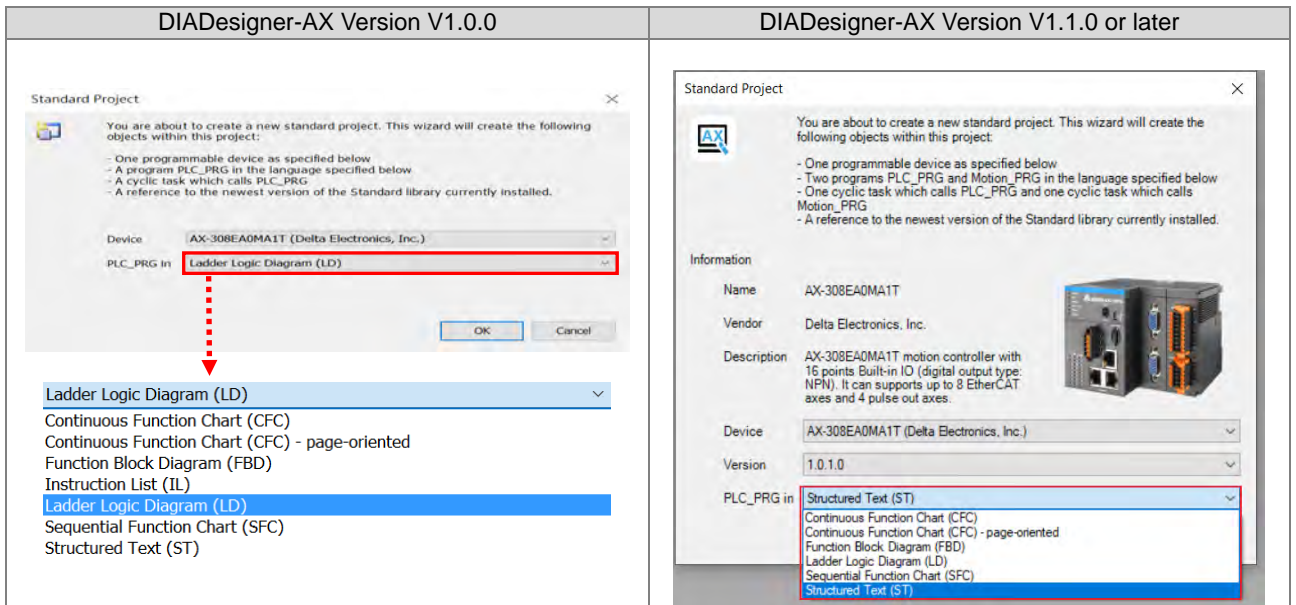 DIADesigner-AX Version V1.0.0
Standard Project
You are about to create a new standard project. This wizard will create the following
objects within this project:
- One programmable device as specified below
- A program PLC_PRG in the language specified below
- A cyclic task which calls PLC_PRG
- A reference to the newest version of the Standard library currently installed.
Device AX-308EA0MA1T (Delta Electronics, Inc.)
PLC_PRG in Ladder Logic Diagram (LD)
OK Cancel
Ladder Logic Diagram (LD)
Continuous Function Chart (CFC)
Continuous Function Chart (CFC) - page-oriented
Function Block Diagram (FBD)
Instruction List (IL)
Ladder Logic Diagram (LD)
Sequential Function Chart (SFC)
Structured Text (ST)
DIADesigner-AX Version V1.1.0 or later
Standard Project
AX
You are about to create a new standard project. This wizard will create the
following objects within this project:
- One programmable device as specified below
- Two programs PLC_PRG and Motion_PRG in the language specified below
- One cyclic task which calls PLC_PRG and one cyclic task which calls
Motion_PRG
- A reference to the newest version of the Standard library currently installed.
Information
Name AX-308EA0MA1T
Vendor Delta Electronics, Inc.
Description AX-308EA0MA1T motion controller with
16 points Built-in IO (digital output type:
NPN). It can supports up to 8 EtherCAT
axes and 4 pulse out axes.
Device AX-308EA0MA1T (Delta Electronics, Inc.)
Version 1.0.1.0
PLC_PRG in Structured Text (ST)
Continuous Function Chart (CFC)
Continuous Function Chart (CFC) - page-oriented
Function Block Diagram (FBD)
Ladder Logic Diagram (LD)
Sequential Function Chart (SFC)
Structured Text (ST)